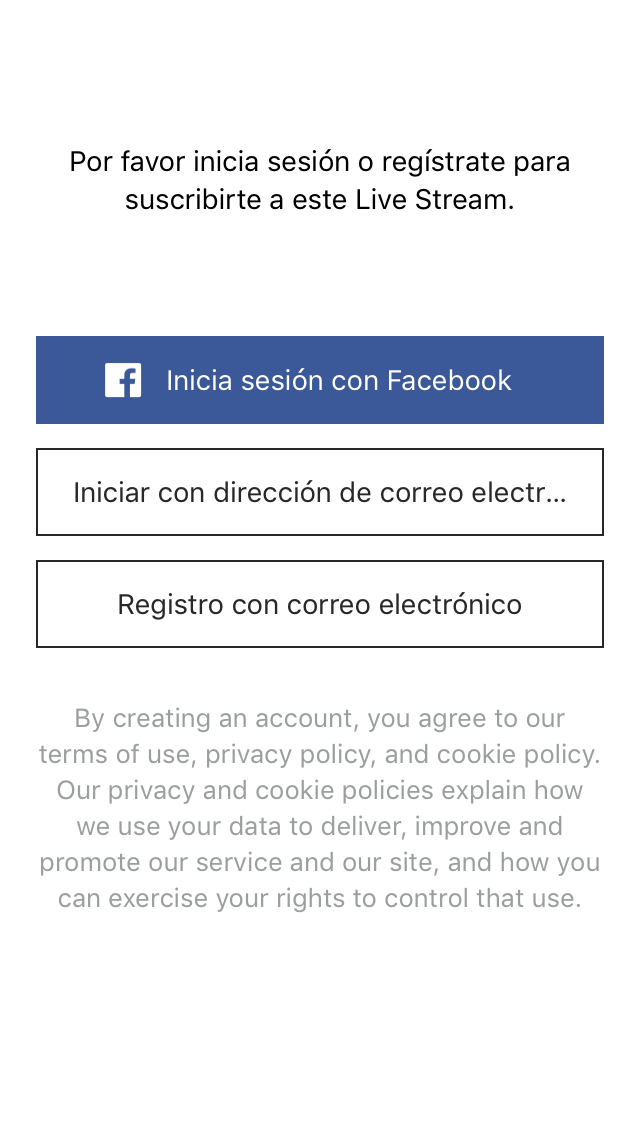 Por favor inicia sesión o regístrate para
suscribirte a este Live Stream.
Inicia sesión con Facebook
Iniciar con dirección de correo electr...
Registro con correo electrónico
By creating an account, you agree to our
terms of use, privacy policy, and cookie policy.
Our privacy and cookie policies explain how
we use your data to deliver, improve and
promote our service and our site, and how you
can exercise your rights to control that use.